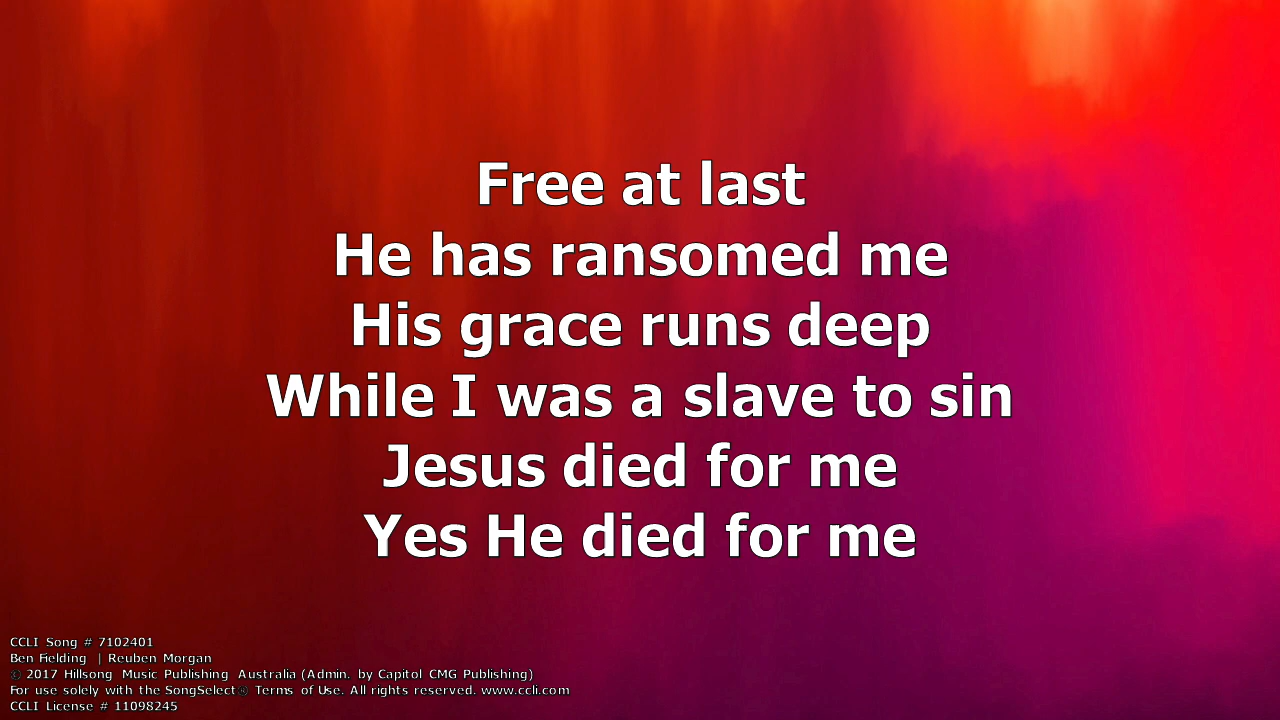 Free at last
He has ransomed me
His grace runs deep
While I was a slave to sin
Jesus died for me
Yes He died for me
CCLI Song # 7102401
Ben Fielding | Reuben Morgan
© 2017 Hillsong Music Publishing Australia (Admin. by Capitol CMG Publishing)
For use solely with the SongSelect® Terms of Use. All rights reserved. www.ccli.com
CCLI License # 11098245